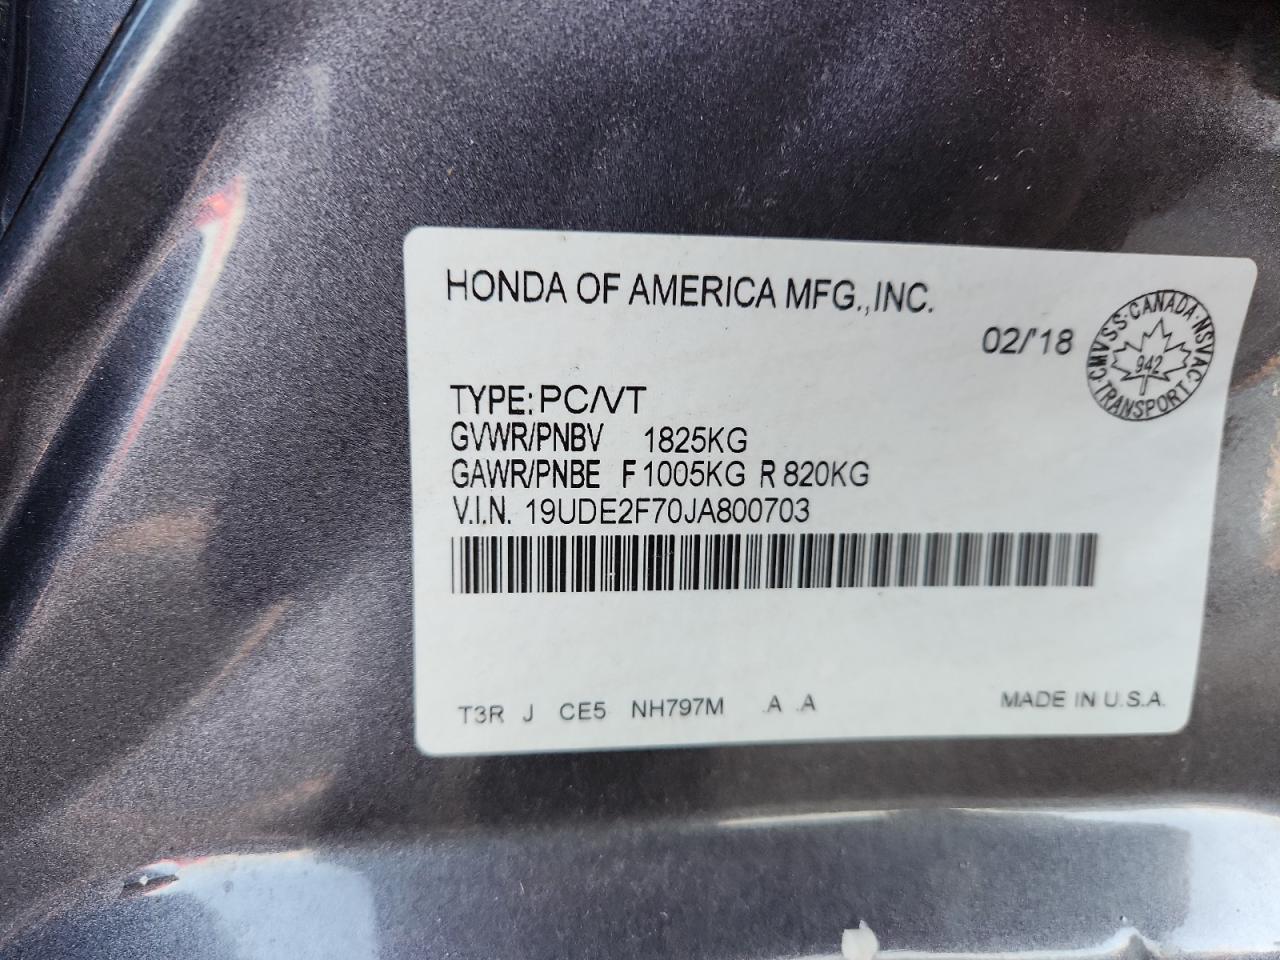 HONDA OF AMERICA MFG.,INC.
02/'18
CMVSS·CANADA·NSVAC
942
TRANSPORT
TYPE: PC/VT
GVWR/PNBV 1825KG
GAWR/PNBE F 1005KG R 820KG
V.I.N. 19UDE2F70JA800703
T3R J CE5 NH797M .A .A
MADE IN U.S.A.